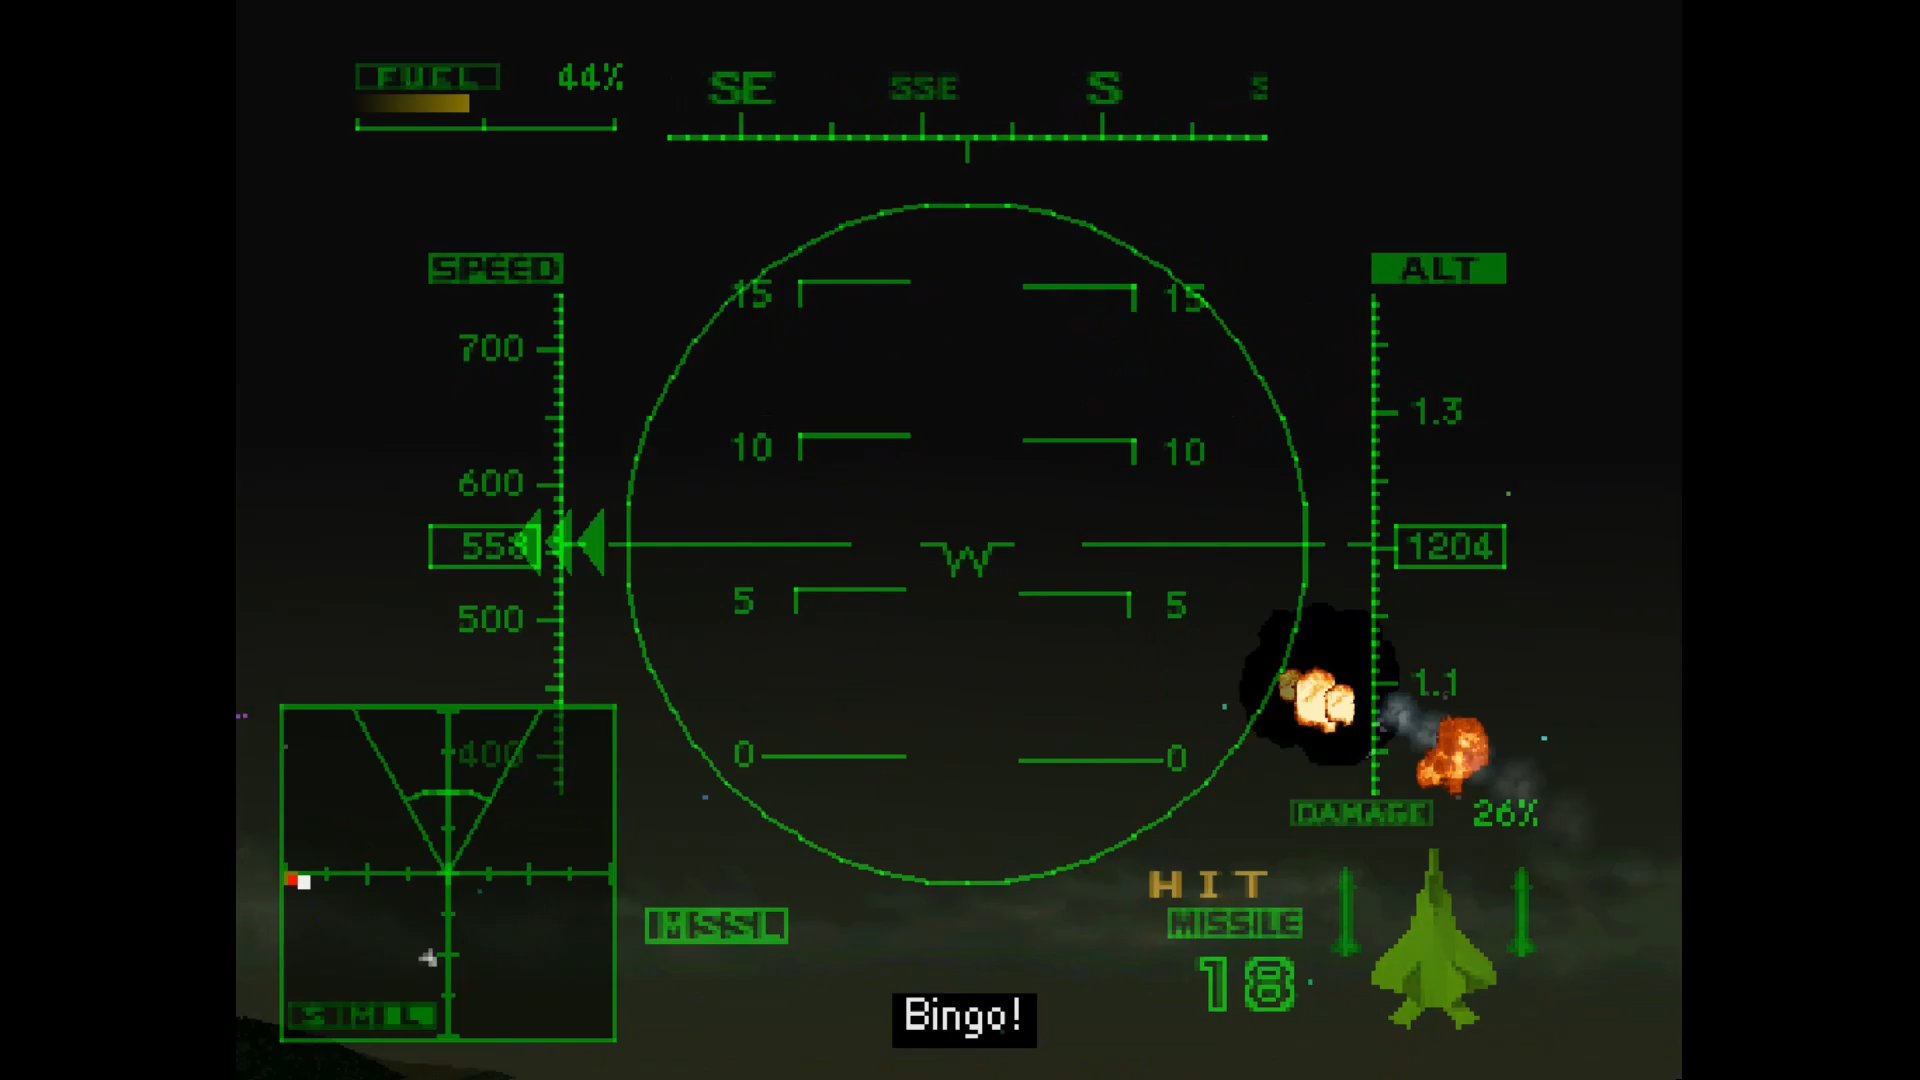 FUEL 44%
SE SSE S
SPEED
ALT
15 15
700
1.3
10 10
600
558
1204
5 5
500
1.1
400
0 0
DAMAGE 26%
HIT
MSSL
MISSILE
18
Bingo!